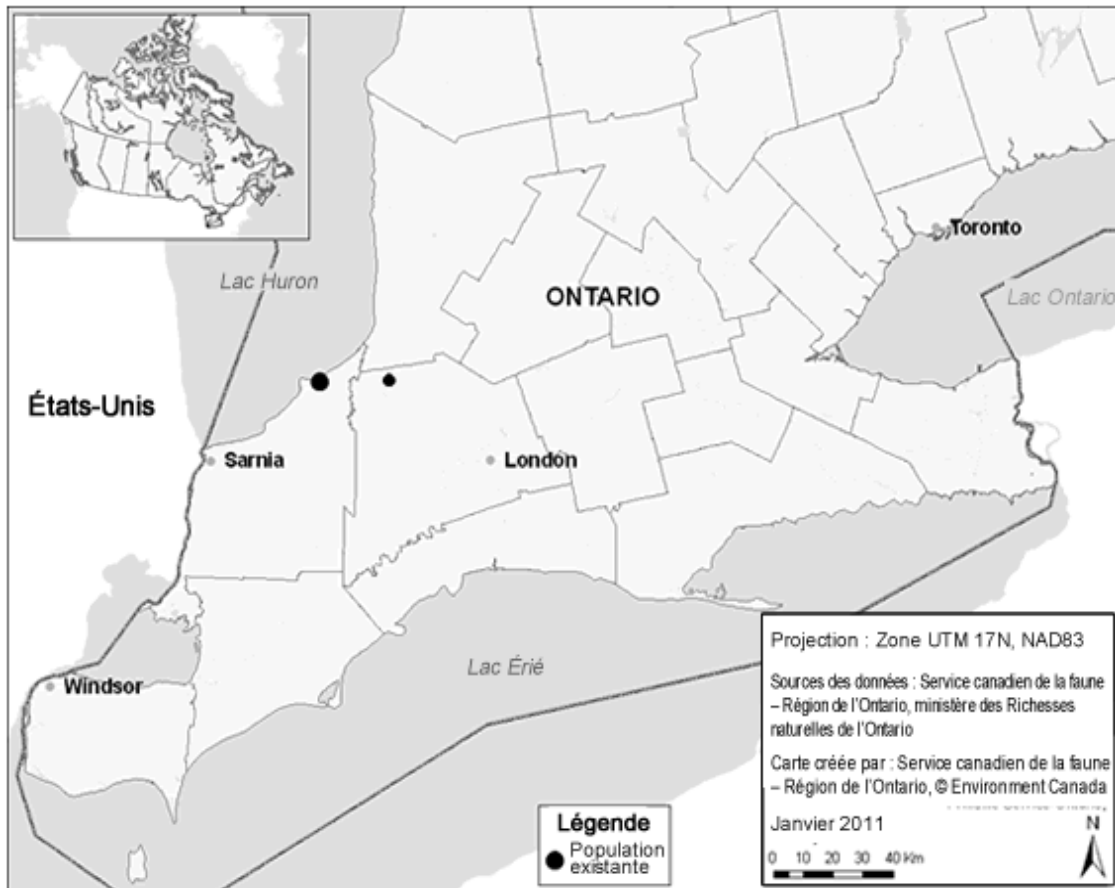 Lac Huron
Toronto
ONTARIO
Lac Ontario
États-Unis
Sarnia
London
Lac Érié
Windsor
Légende
Population
existante
Projection : Zone UTM 17N, NAD83
Sources des données : Service canadien de la faune
– Région de l'Ontario, ministère des Richesses
naturelles de l'Ontario
Carte créée par : Service canadien de la faune
– Région de l'Ontario, © Environment Canada
Janvier 2011
N
0 10 20 30 40 Km